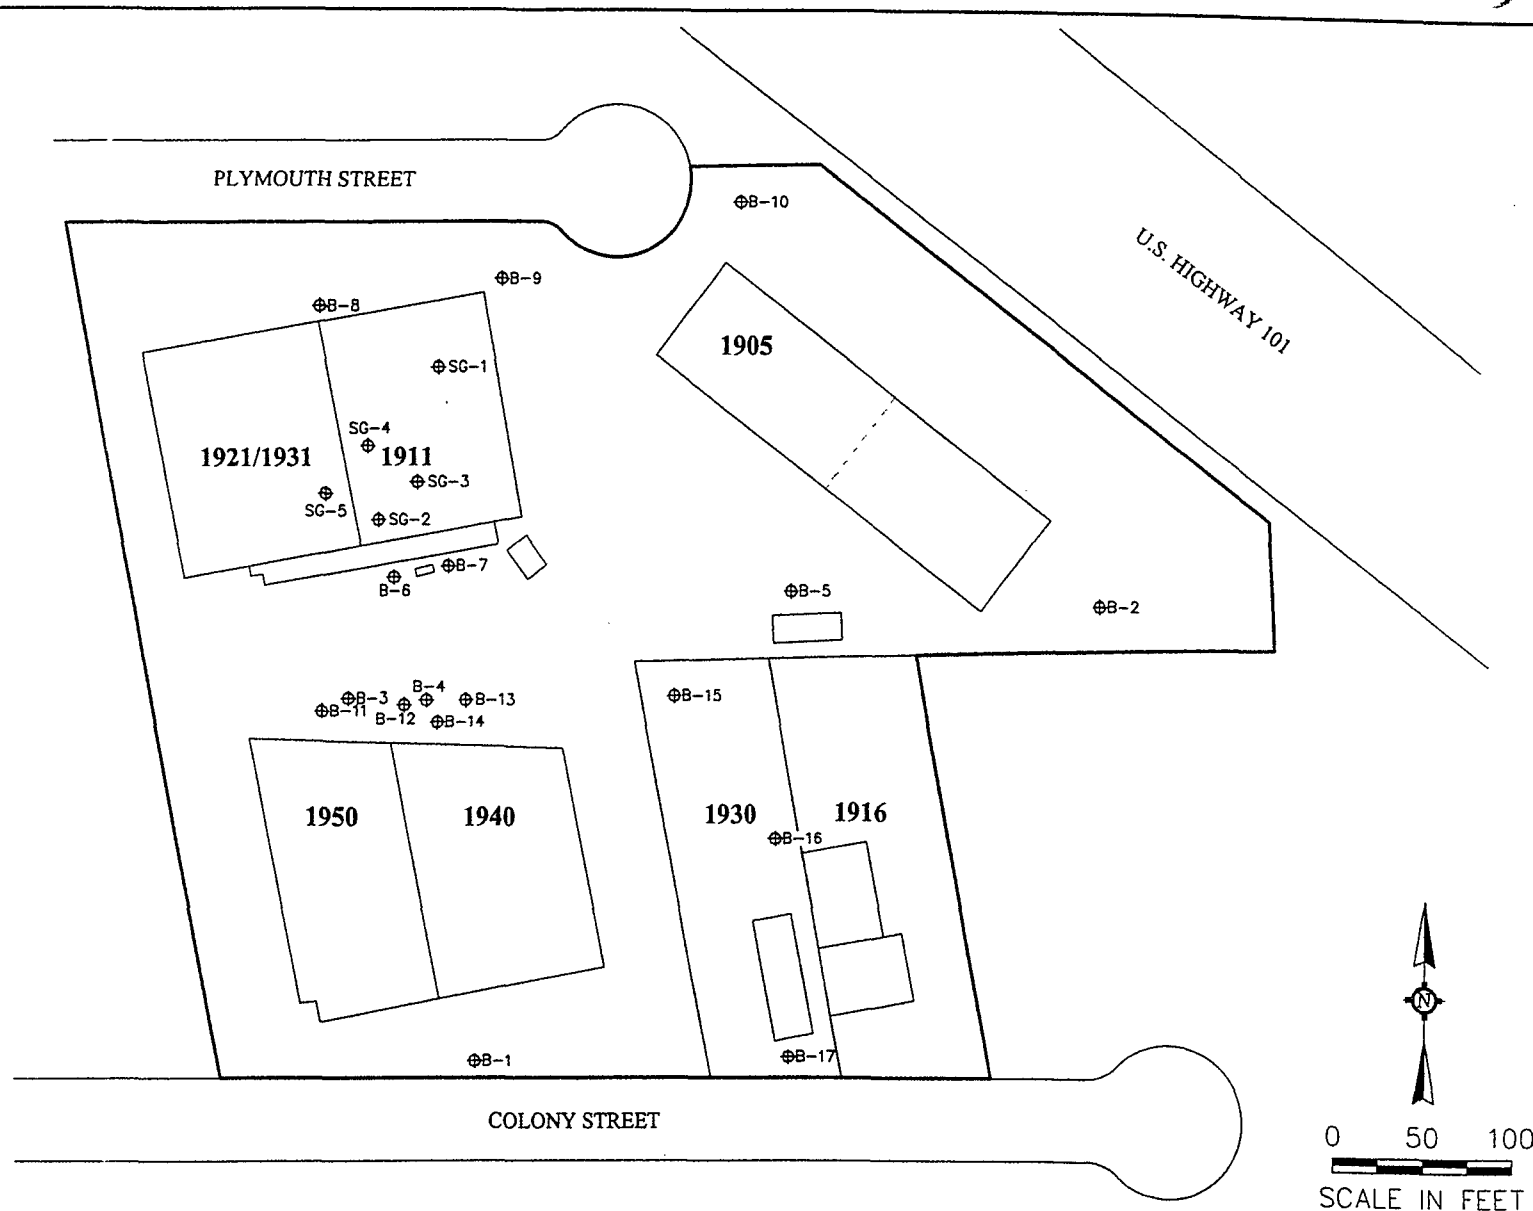 PLYMOUTH STREET
B-10
U.S. HIGHWAY 101
B-9
B-8
1905
SG-1
SG-4
1921/1931
1911
SG-3
SG-5
SG-2
B-7
B-6
B-5
B-2
B-4
B-3
B-13
B-15
B-11
B-12
B-14
1950
1940
1930
1916
B-16
N
B-17
B-1
COLONY STREET
0 50 100
SCALE IN FEET